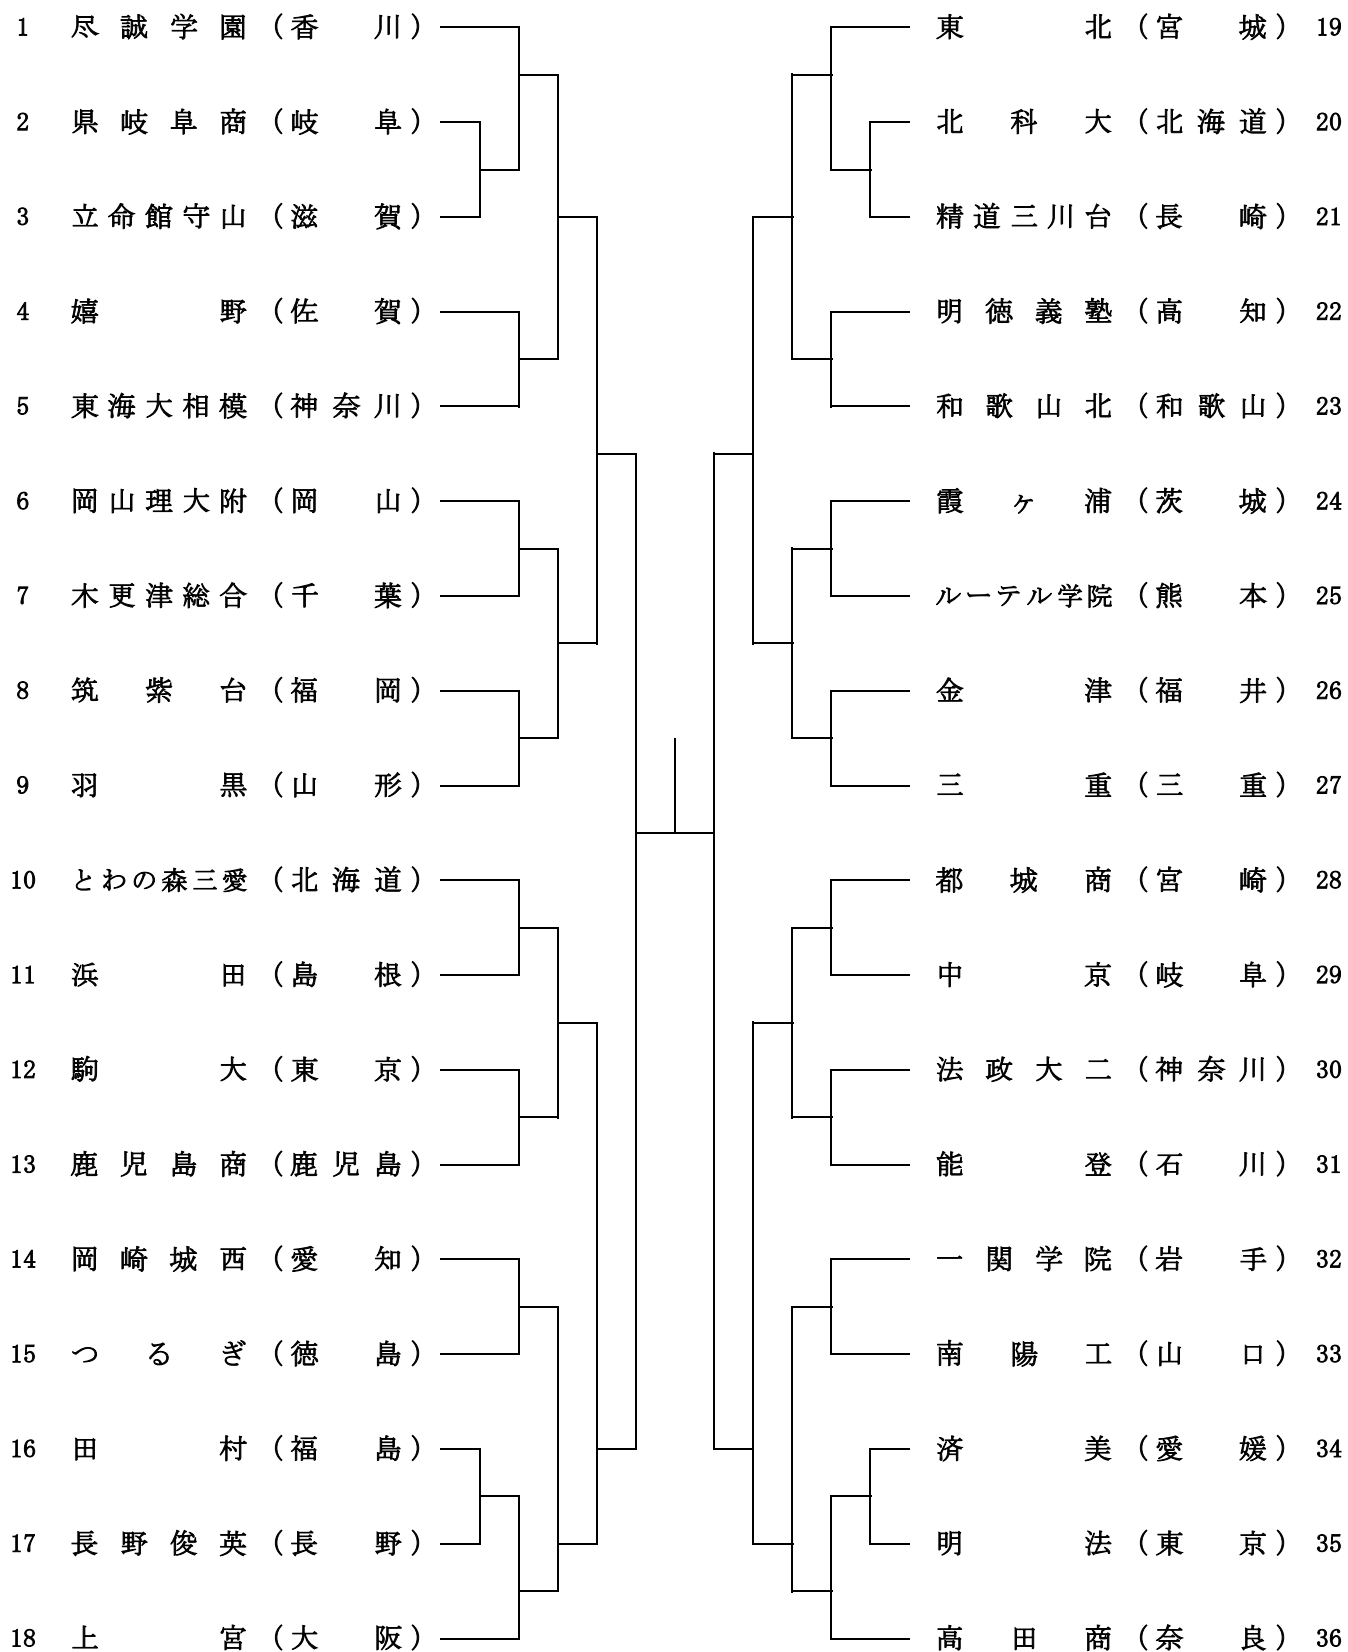 1 尽誠学園 (香川)
2 県岐阜商 (岐阜)
3 立命館守山 (滋賀)
4 嬉野 (佐賀)
5 東海大相模 (神奈川)
6 岡山理大附 (岡山)
7 木更津総合 (千葉)
8 筑紫台 (福岡)
9 羽黒 (山形)
10 とわの森三愛 (北海道)
11 浜田 (島根)
12 駒大 (東京)
13 鹿児島商 (鹿児島)
14 岡崎城西 (愛知)
15 つるぎ (徳島)
16 田村 (福島)
17 長野俊英 (長野)
18 上宮 (大阪)
東北 (宮城) 19
北科大 (北海道) 20
精道三川台 (長崎) 21
明徳義塾 (高知) 22
和歌山北 (和歌山) 23
霞ヶ浦 (茨城) 24
ルーテル学院 (熊本) 25
金津 (福井) 26
三重 (三重) 27
都城商 (宮崎) 28
中京 (岐阜) 29
法政大二 (神奈川) 30
能登 (石川) 31
一関学院 (岩手) 32
南陽工 (山口) 33
済美 (愛媛) 34
明法 (東京) 35
高田商 (奈良) 36